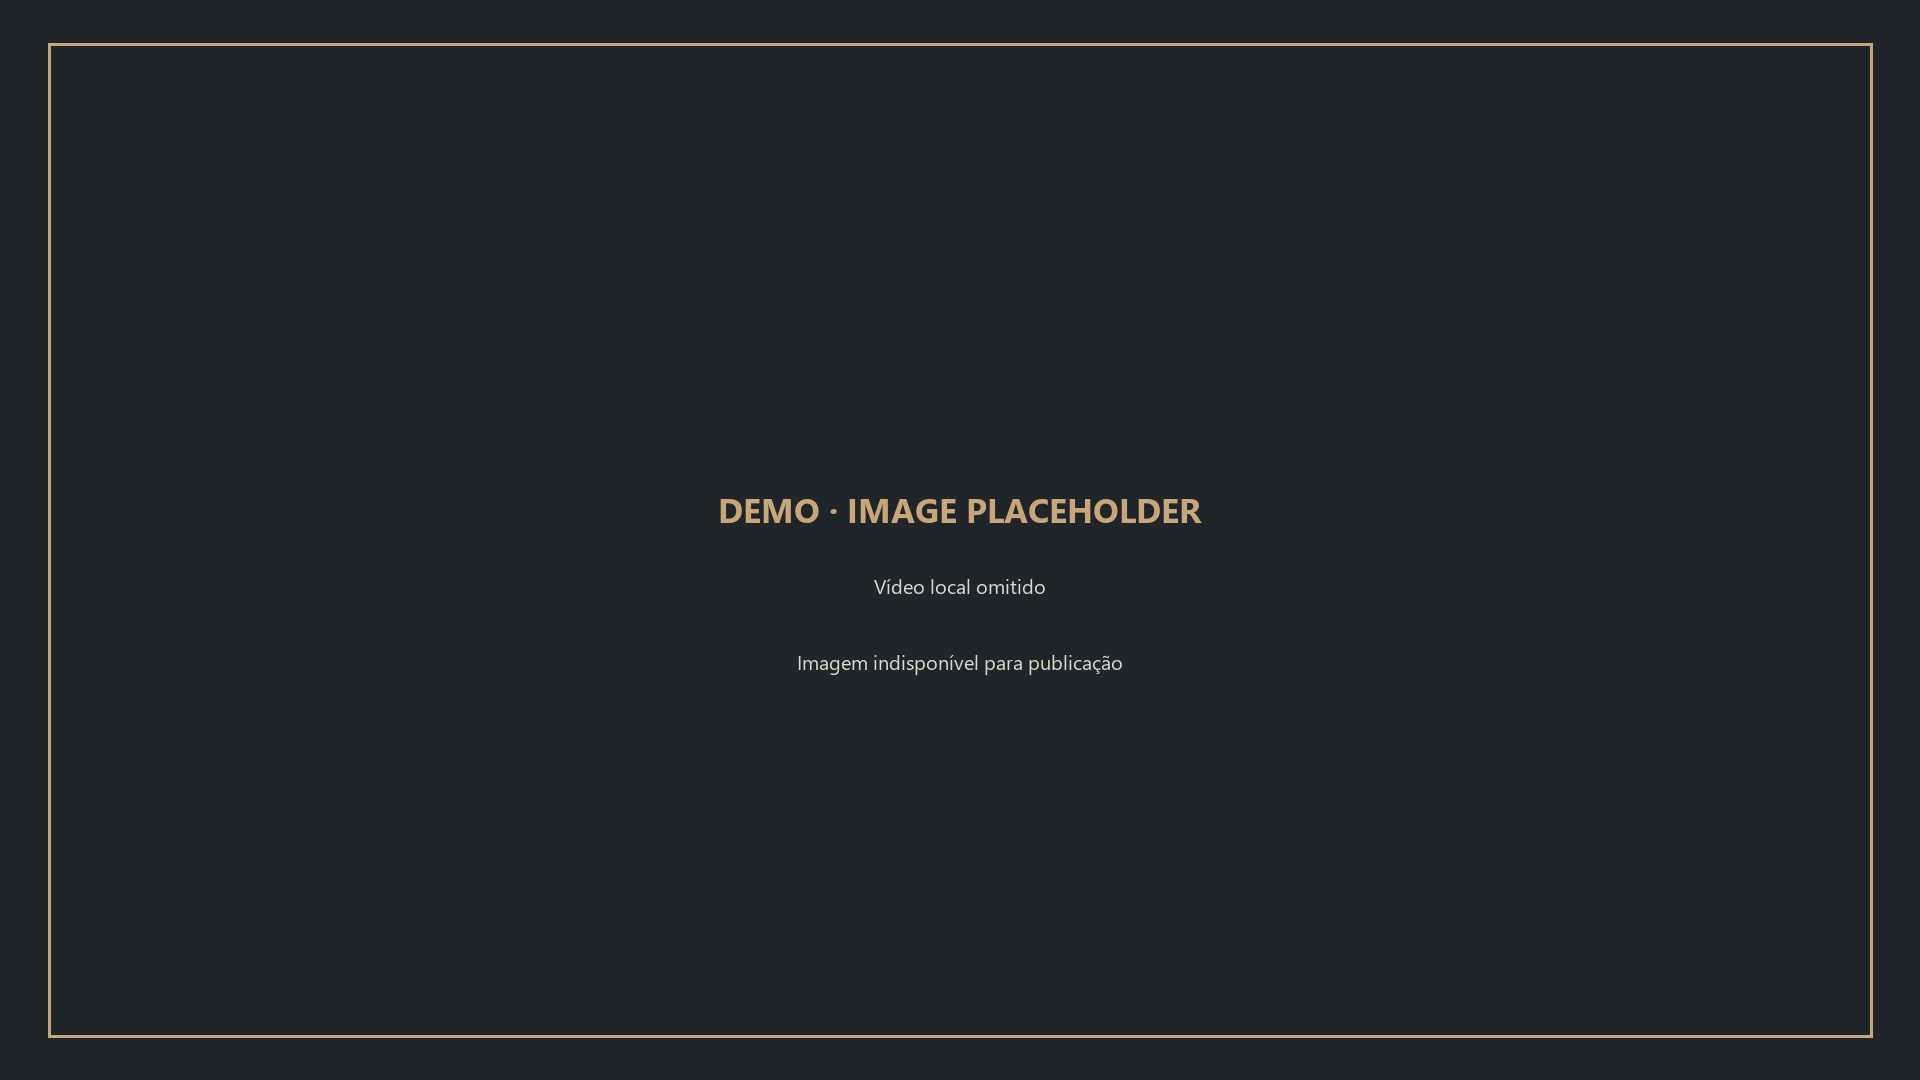 DEMO · IMAGE PLACEHOLDER
Vídeo local omitido
Imagem indisponível para publicação